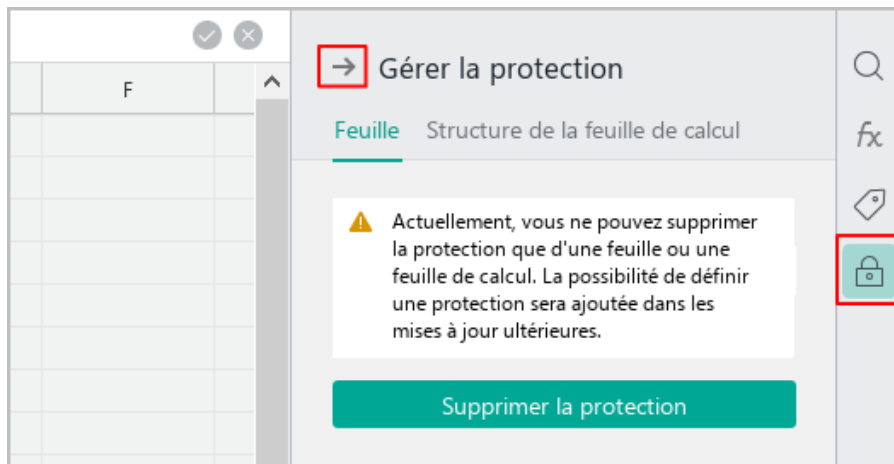 F
Gérer la protection
Feuille Structure de la feuille de calcul
fx
Actuellement, vous ne pouvez supprimer
la protection que d'une feuille ou une
feuille de calcul. La possibilité de définir
une protection sera ajoutée dans les
mises à jour ultérieures.
Supprimer la protection